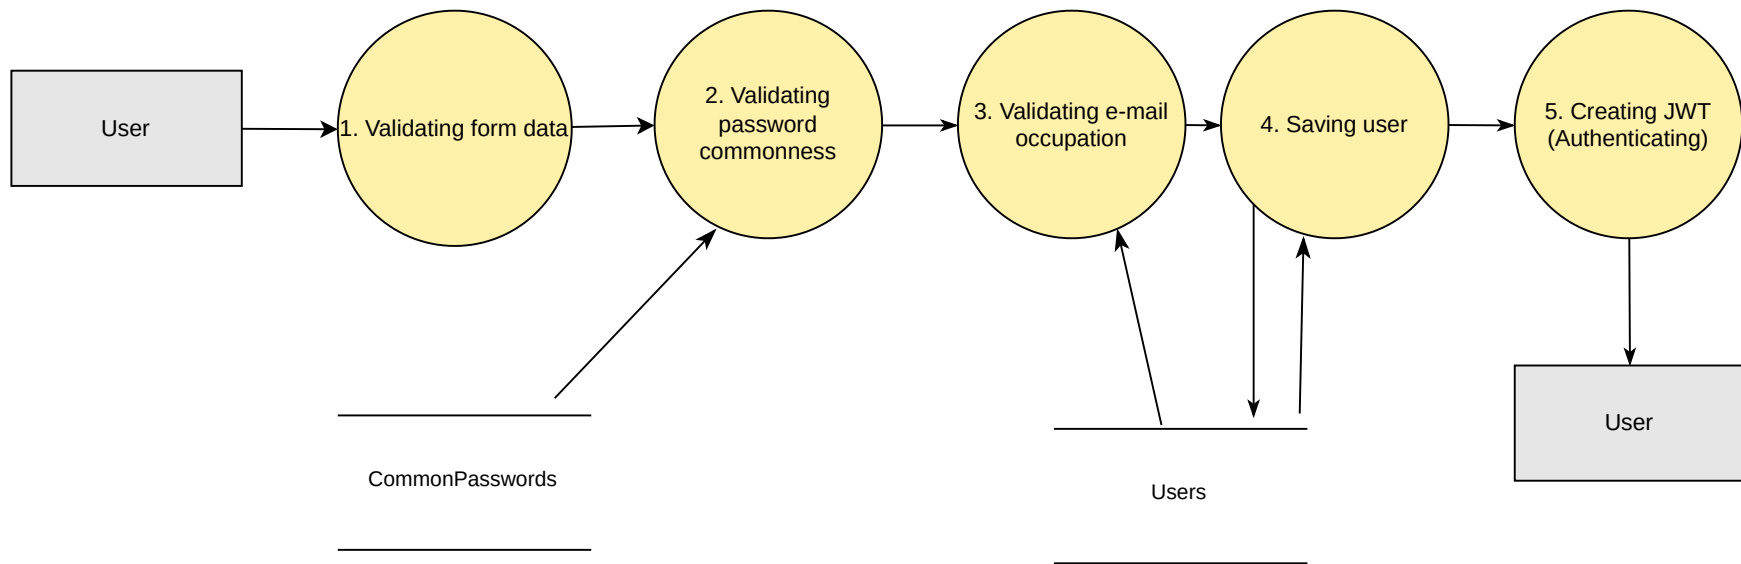 User
1. Validating form data
2. Validating
password
commonness
3. Validating e-mail
occupation
4. Saving user
5. Creating JWT
(Authenticating)
CommonPasswords
Users
User